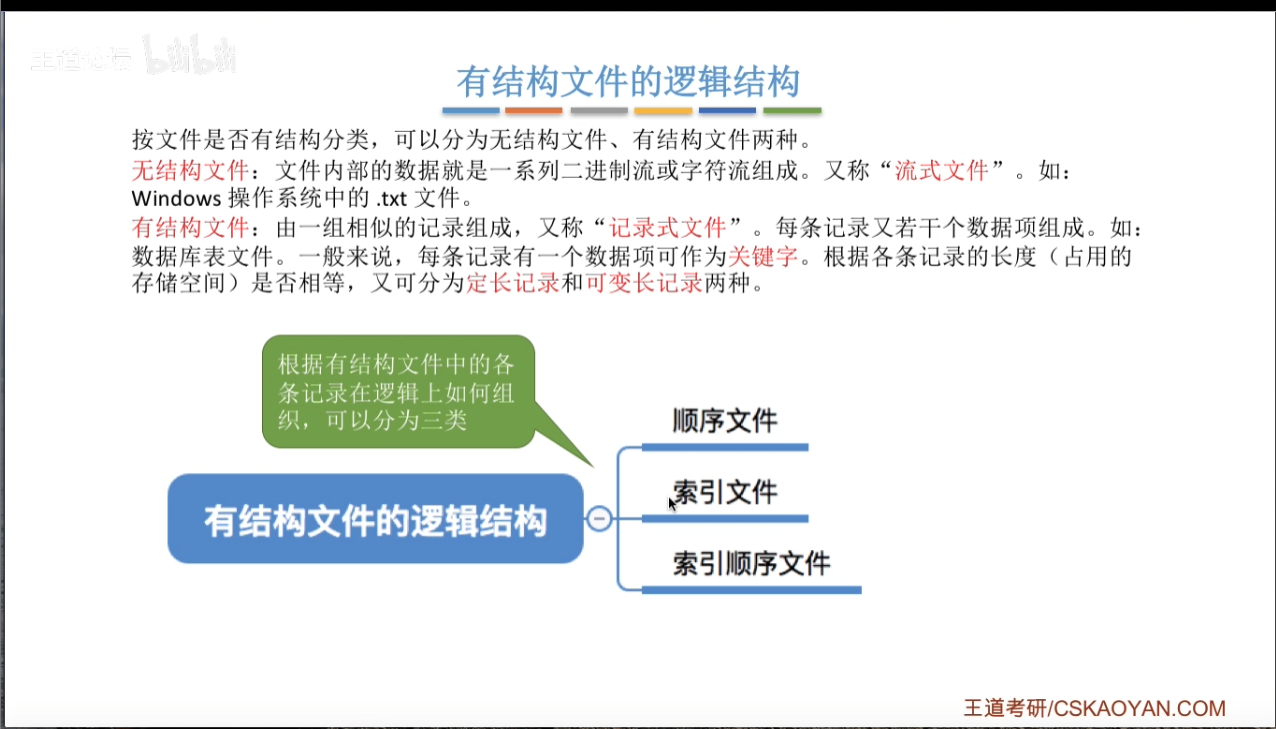 王道论坛 bilibili
有结构文件的逻辑结构
按文件是否有结构分类，可以分为无结构文件、有结构文件两种。
无结构文件：文件内部的数据就是一系列二进制流或字符流组成。又称“流式文件”。如：
Windows 操作系统中的 .txt 文件。
有结构文件：由一组相似的记录组成，又称“记录式文件”。每条记录又若干个数据项组成。如：
数据库表文件。一般来说，每条记录有一个数据项可作为关键字。根据各条记录的长度（占用的
存储空间）是否相等，又可分为定长记录和可变长记录两种。
根据有结构文件中的各
条记录在逻辑上如何组
织，可以分为三类
有结构文件的逻辑结构
顺序文件
索引文件
索引顺序文件
王道考研/CSKAOYAN.COM